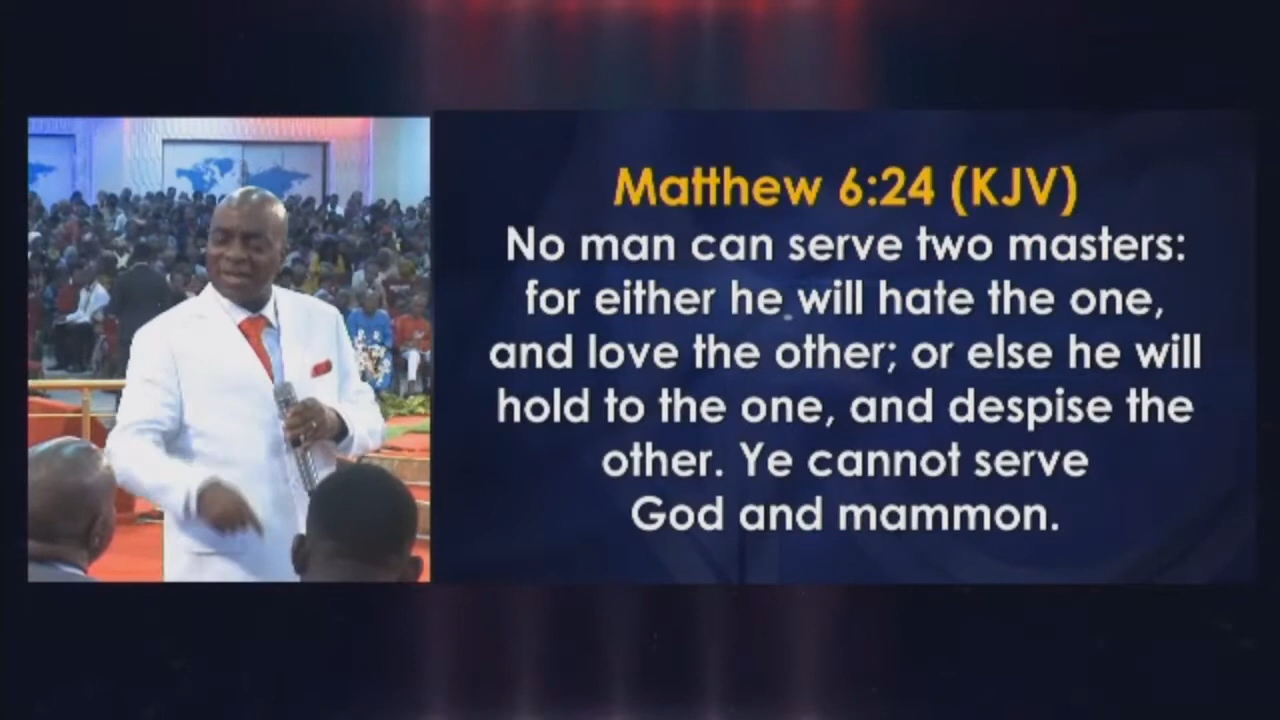 Matthew 6:24 (KJV)
No man can serve two masters:
for either he will hate the one,
and love the other; or else he will
hold to the one, and despise the
other. Ye cannot serve
God and mammon.